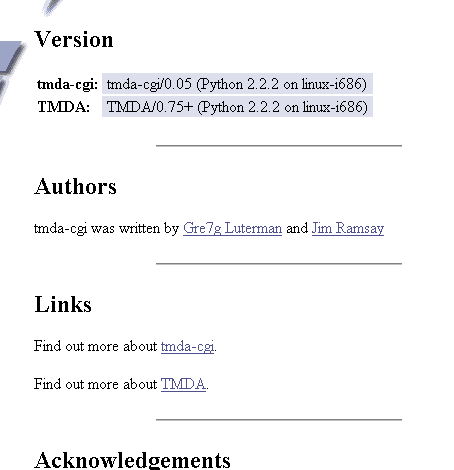 Version
tmda-cgi: tmda-cgi/0.05 (Python 2.2.2 on linux-i686)
TMDA: TMDA/0.75+ (Python 2.2.2 on linux-i686)
Authors
tmda-cgi was written by Gre7g Luterman and Jim Ramsay
Links
Find out more about tmda-cgi.
Find out more about TMDA.
Acknowledgements